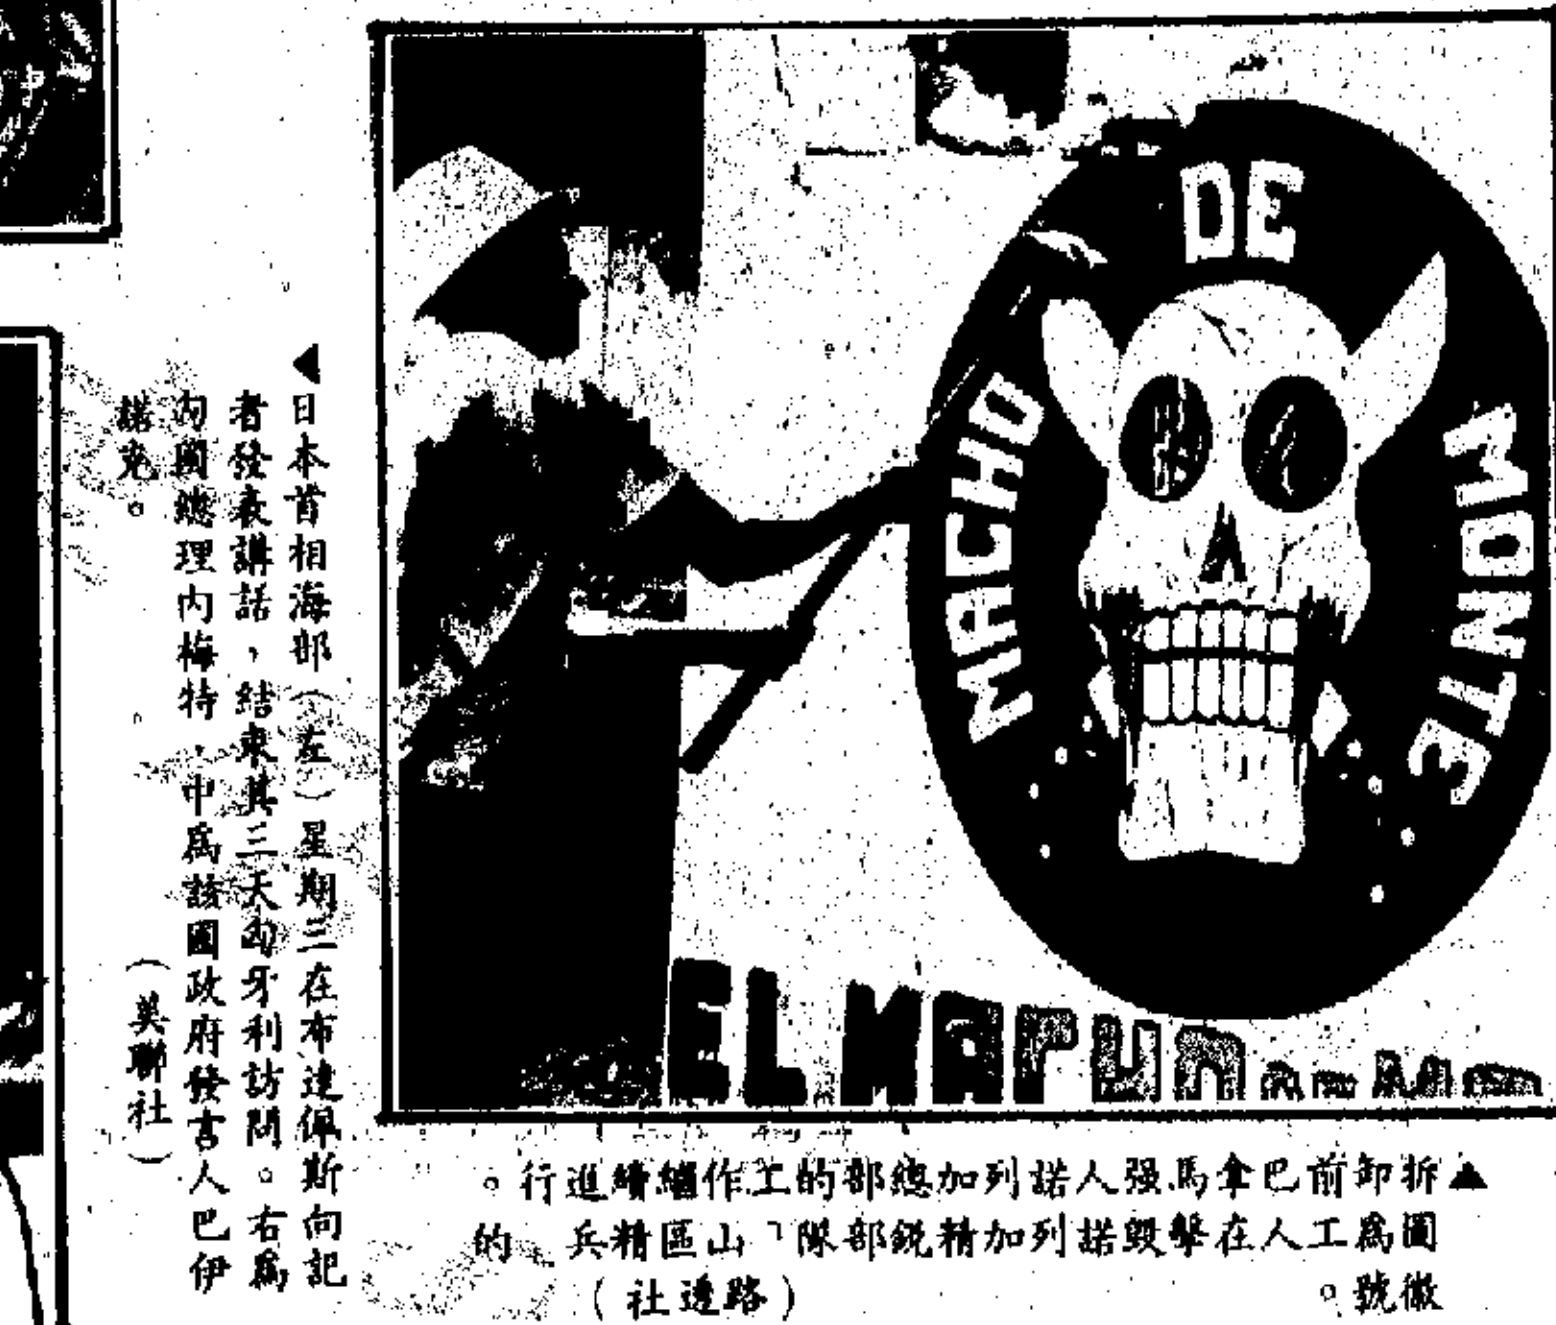 MACHO DE MONTE
EL MA
▲拆卸前巴拿馬强人諾列加總部的工作繼續進行。
圖爲工人在擊毀諾列加精銳部隊「山區精兵 的
徽號。
(路透社)
◀日本首相海部(左)星期三在布達佩斯向記
者發表講話,結束其三天的匈牙利訪問。右爲
匈國總理内梅特,中爲該國政府發言人巴伊
諾克。
(美聯社)